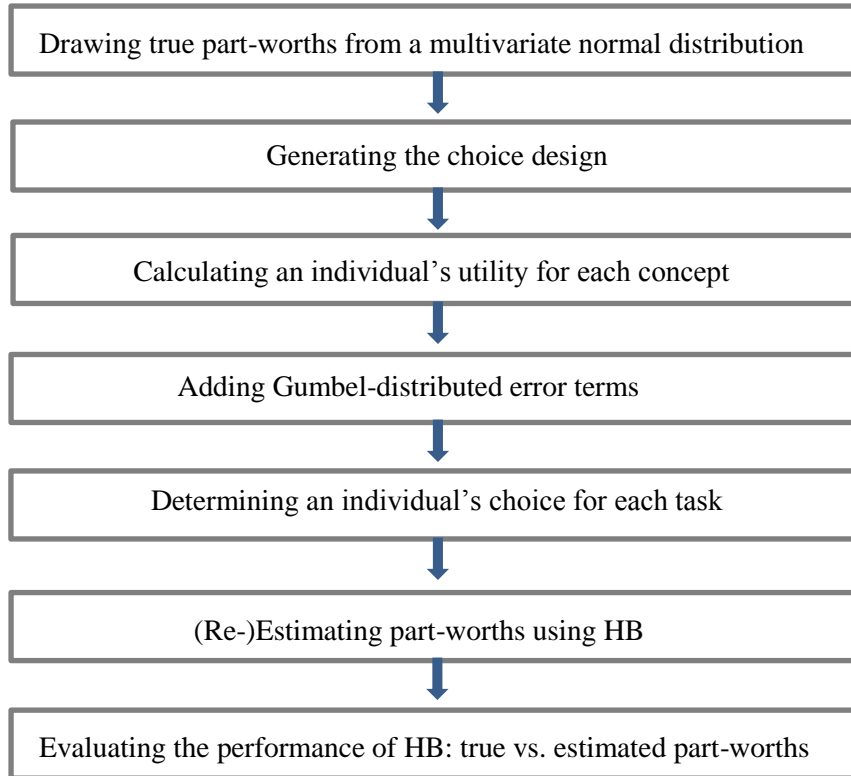 Drawing true part-worths from a multivariate normal distribution
Generating the choice design
Calculating an individual’s utility for each concept
Adding Gumbel-distributed error terms
Determining an individual’s choice for each task
(Re-)Estimating part-worths using HB
Evaluating the performance of HB: true vs. estimated part-worths